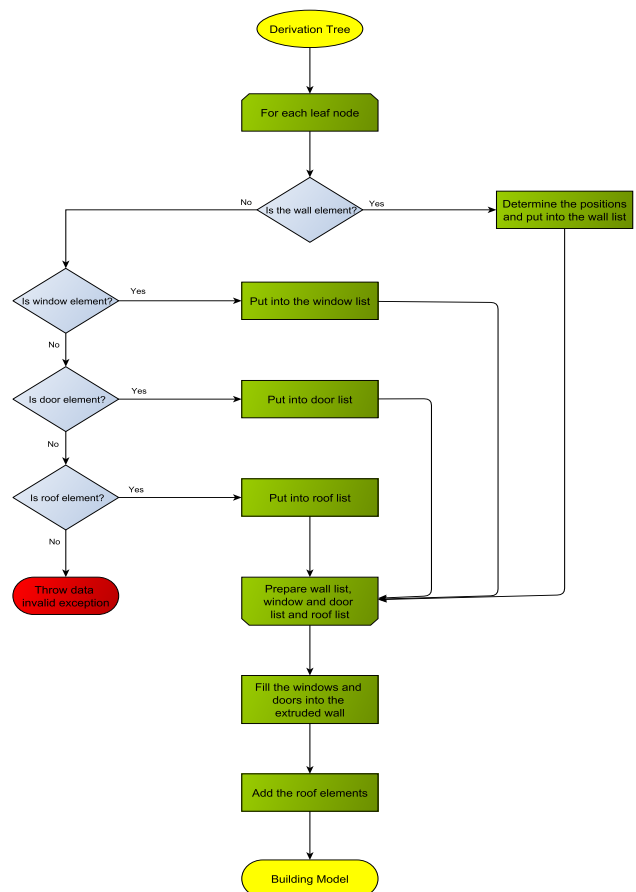 Derivation Tree
For each leaf node
No
Is the wall element?
Yes
Determine the positions
and put into the wall list
Is window element?
Yes
Put into the window list
No
Is door element?
Yes
Put into door list
No
Is roof element?
Yes
Put into roof list
No
Throw data
invalid exception
Prepare wall list,
window and door
list and roof list
Fill the windows and
doors into the
extruded wall
Add the roof elements
Building Model